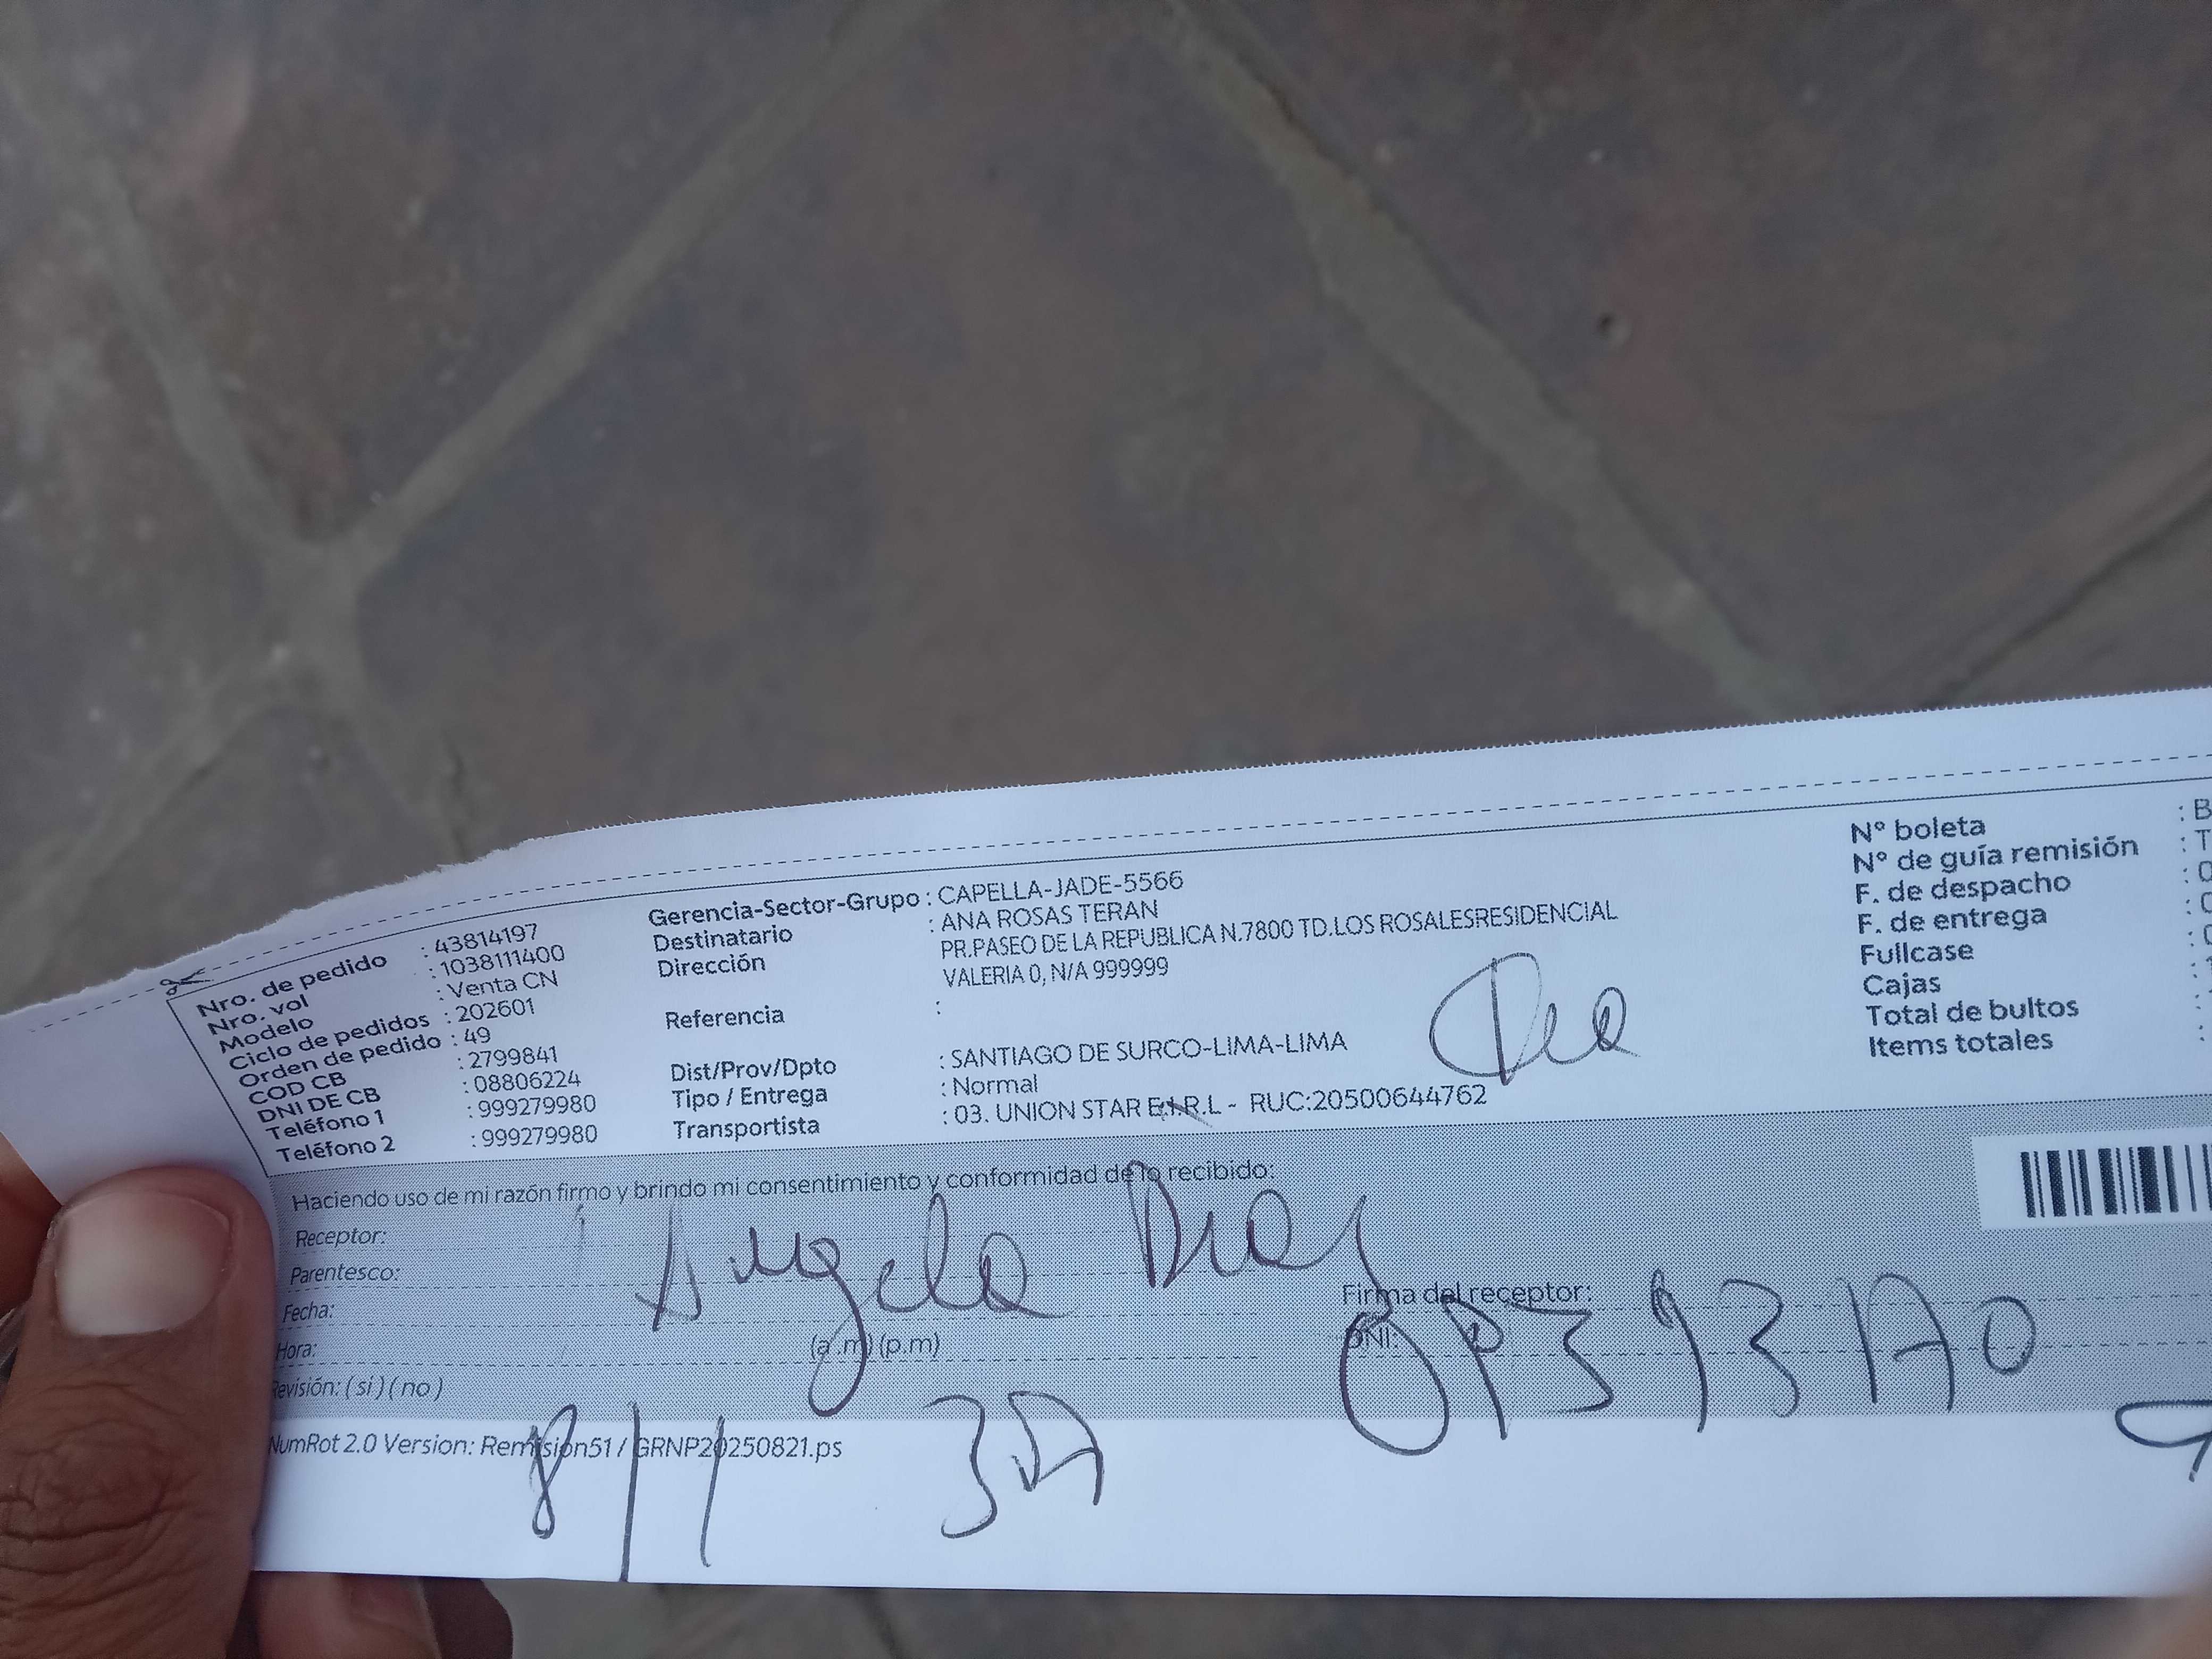 Nro. de pedido : 43814197
Nro. vol : 1038111400
Modelo : Venta CN
Ciclo de pedidos : 202601
Orden de pedido : 49
COD CB : 2799841
DNI DE CB : 08806224
Teléfono 1 : 999279980
Teléfono 2 : 999279980
Gerencia-Sector-Grupo : CAPELLA-JADE-5566
Destinatario : ANA ROSAS TERAN
Dirección PR.PASEO DE LA REPUBLICA N.7800 TD.LOS ROSALESRESIDENCIAL
VALERIA 0, N/A 999999
Referencia :
Dist/Prov/Dpto : SANTIAGO DE SURCO-LIMA-LIMA
Tipo / Entrega : Normal
Transportista : 03. UNION STAR E.I.R.L - RUC:20500644762
N° boleta : B
N° de guía remisión : T
F. de despacho : 0
F. de entrega
Fullcase
Cajas
Total de bultos
Items totales :
Haciendo uso de mi razón firmo y brindo mi consentimiento y conformidad de lo recibido:
Receptor:
Angela Diaz
Parentesco:
Fecha:
Firma del receptor:
Hora: (a.m) (p.m)
DNI:
Revisión: ( si ) ( no )
NumRot 2.0 Version: Remision51 / GRNP20250821.ps
8/1